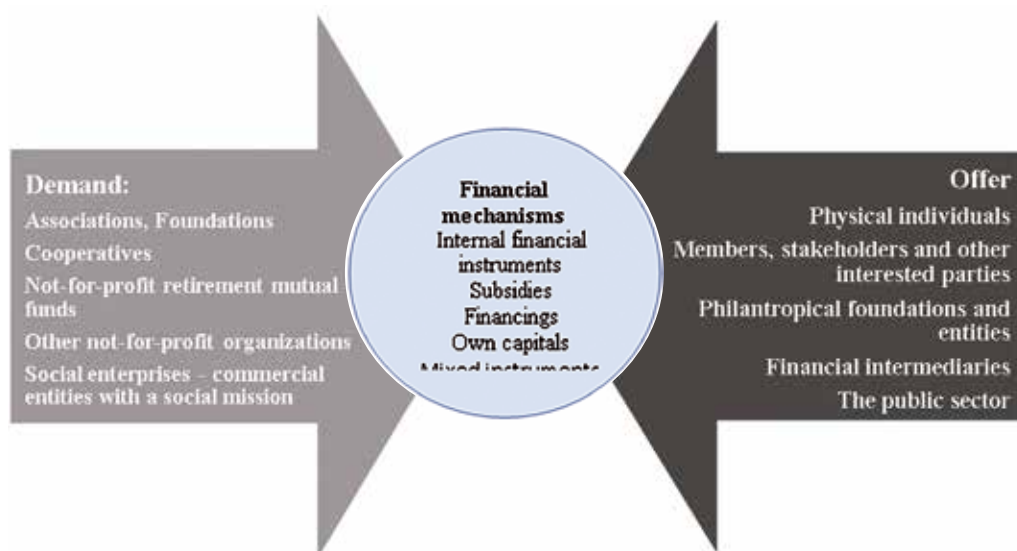 Demand:
Associations, Foundations
Cooperatives
Not-for-profit retirement mutual
funds
Other not-for-profit organizations
Social enterprises – commercial
entities with a social mission
Financial
mechanisms
Internal financial
instruments
Subsidies
Financings
Own capitals
Mixed instruments
Offer
Physical individuals
Members, stakeholders and other
interested parties
Philantropical foundations and
entities
Financial intermediaries
The public sector